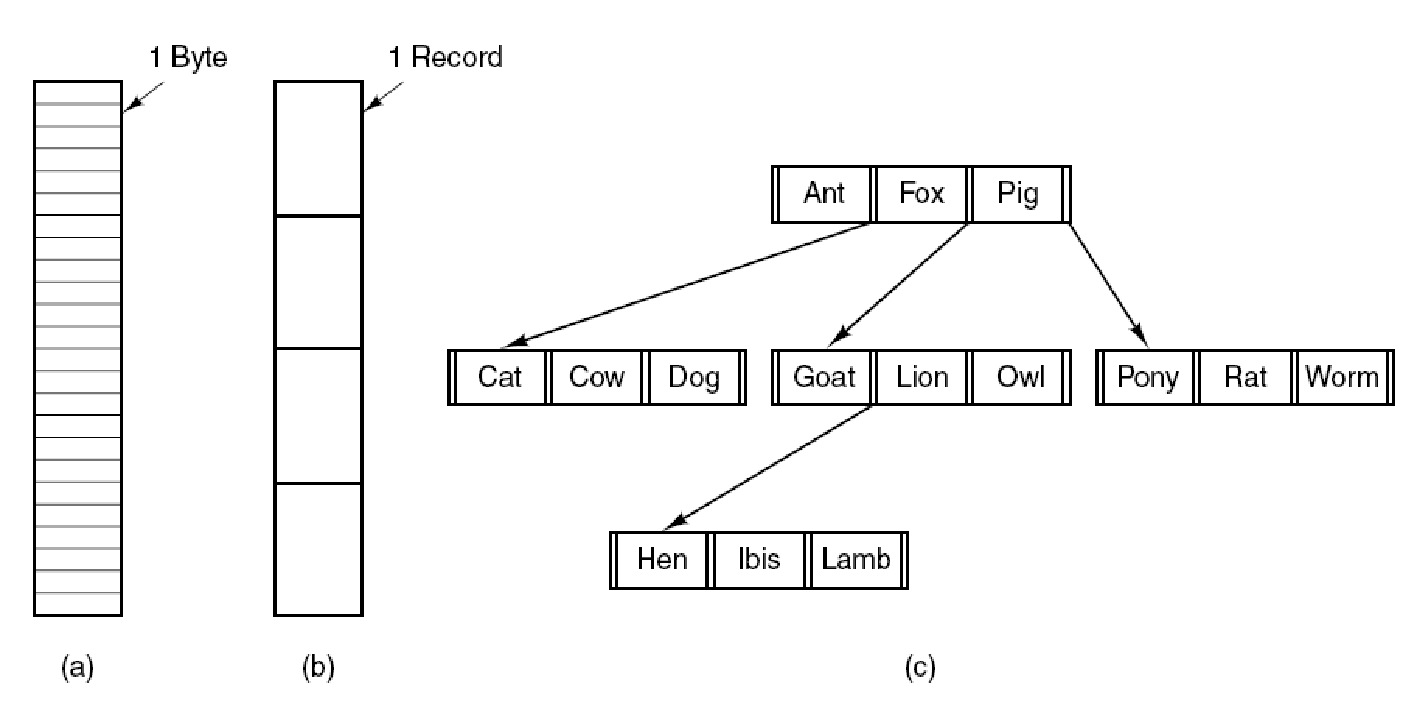 1 Byte
1 Record
Ant Fox Pig
Cat Cow Dog
Goat Lion Owl
Pony Rat Worm
Hen Ibis Lamb
(a)
(b)
(c)